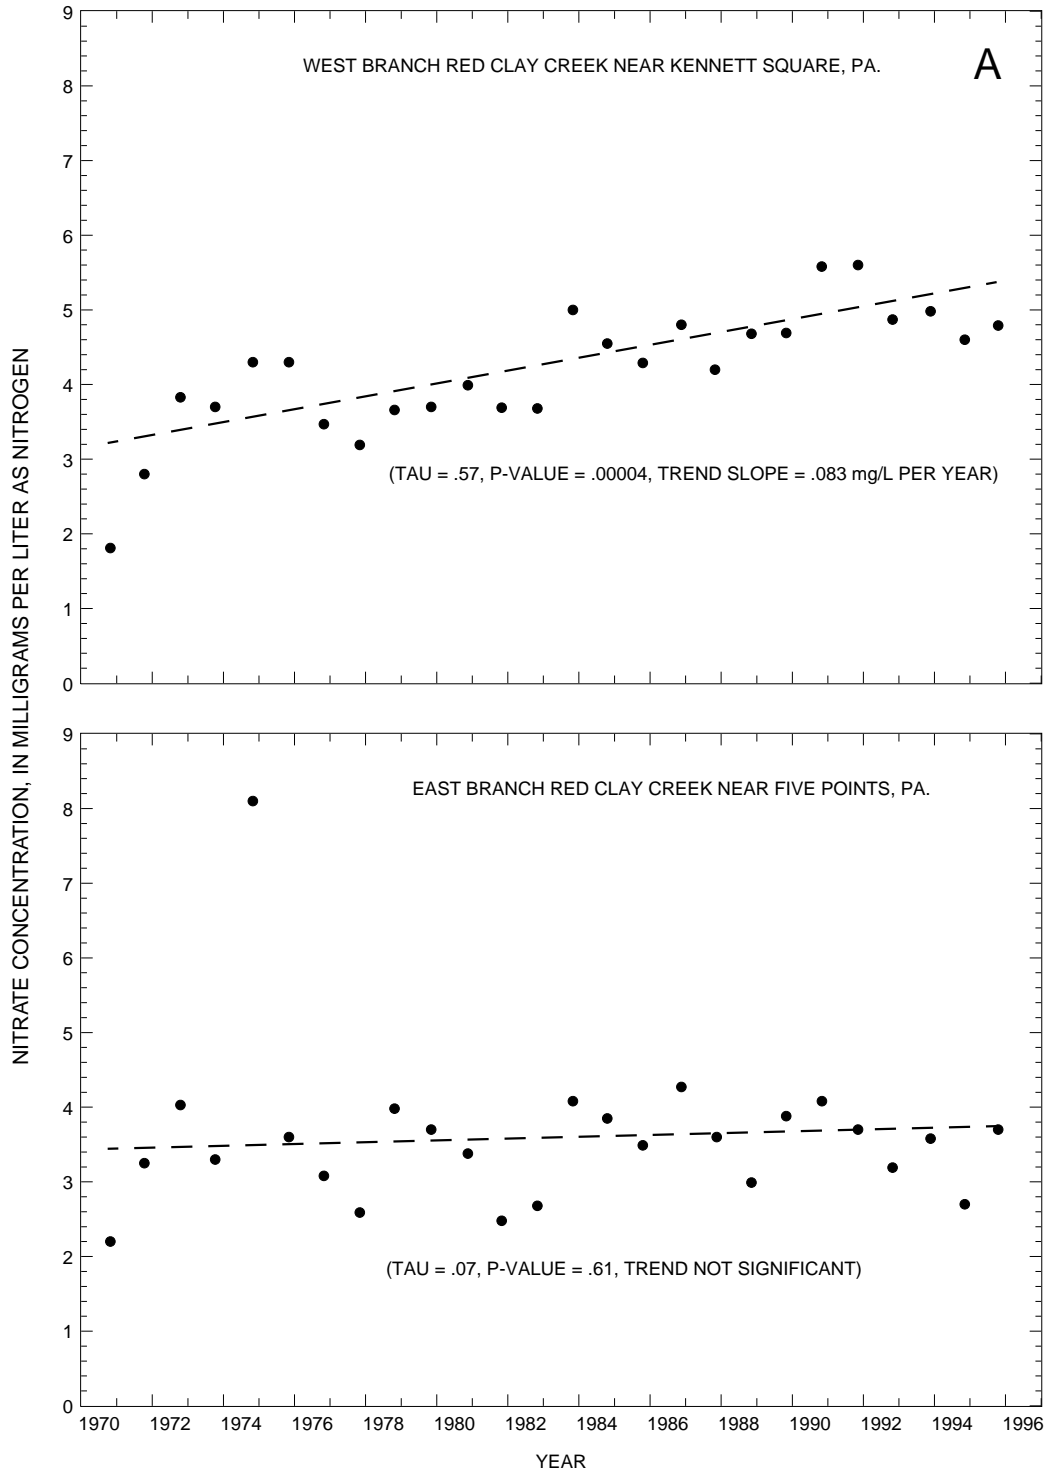 9
WEST BRANCH RED CLAY CREEK NEAR KENNETT SQUARE, PA.
A
8
7
6
5
4
3
(TAU = .57, P-VALUE = .00004, TREND SLOPE = .083 mg/L PER YEAR)
2
1
0
NITRATE CONCENTRATION, IN MILLIGRAMS PER LITER AS NITROGEN
9
EAST BRANCH RED CLAY CREEK NEAR FIVE POINTS, PA.
8
7
6
5
4
3
2
(TAU = .07, P-VALUE = .61, TREND NOT SIGNIFICANT)
1
0
1970 1972 1974 1976 1978 1980 1982 1984 1986 1988 1990 1992 1994 1996
YEAR